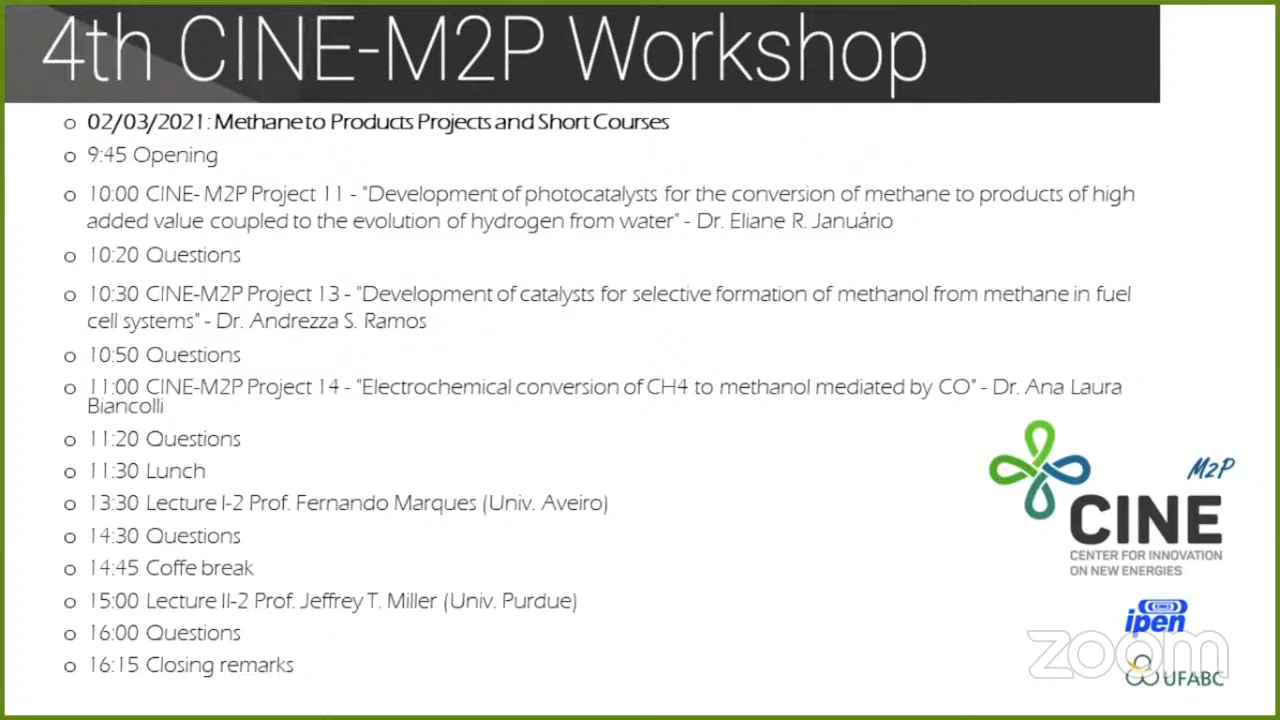 4th CINE-M2P Workshop
o 02/03/2021: Methane to Products Projects and Short Courses
o 9:45 Opening
o 10:00 CINE- M2P Project 11 - "Development of photocatalysts for the conversion of methane to products of high
added value coupled to the evolution of hydrogen from water" - Dr. Eliane R. Januário
o 10:20 Questions
o 10:30 CINE-M2P Project 13 - "Development of catalysts for selective formation of methanol from methane in fuel
cell systems" - Dr. Andrezza S. Ramos
o 10:50 Questions
o 11:00 CINE-M2P Project 14 - "Electrochemical conversion of CH4 to methanol mediated by CO" - Dr. Ana Laura
Biancolli
o 11:20 Questions
o 11:30 Lunch
o 13:30 Lecture I-2 Prof. Fernando Marques (Univ. Aveiro)
o 14:30 Questions
o 14:45 Coffe break
o 15:00 Lecture II-2 Prof. Jeffrey T. Miller (Univ. Purdue)
o 16:00 Questions
o 16:15 Closing remarks
M2P
CINE
CENTER FOR INNOVATION
ON NEW ENERGIES
ipen
zoom
UFABC